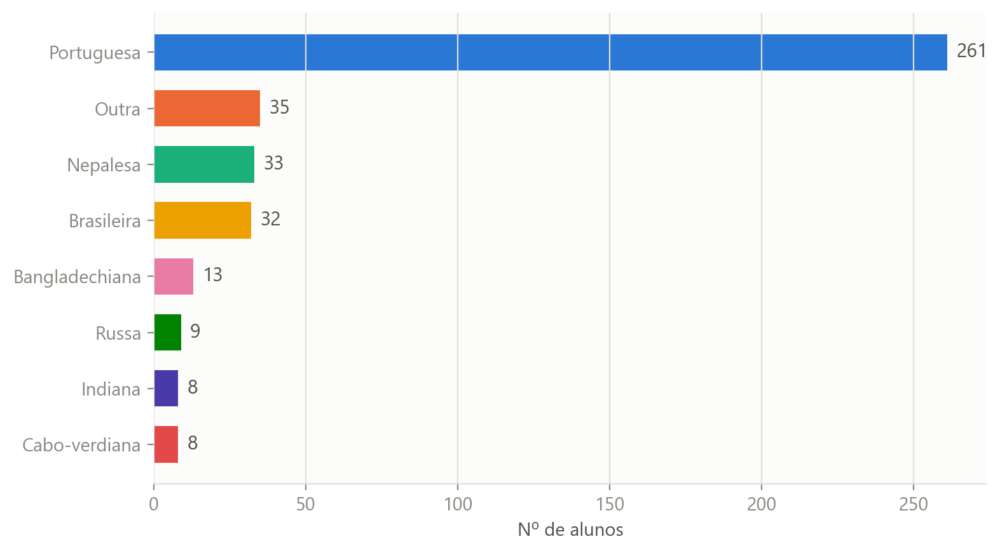 Portuguesa 261
Outra 35
Nepalesa 33
Brasileira 32
Bangladechiana 13
Russa 9
Indiana 8
Cabo-verdiana 8
0 50 100 150 200 250
Nº de alunos